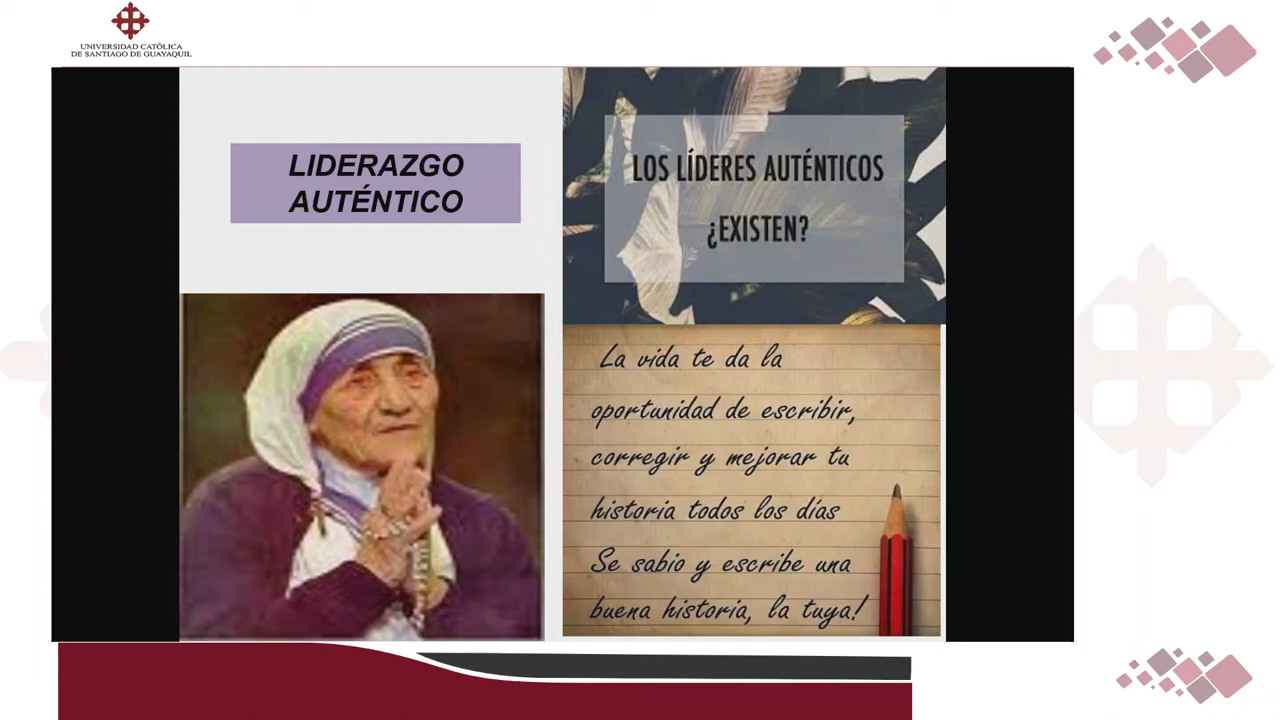 UNIVERSIDAD CATÓLICA
DE SANTIAGO DE GUAYAQUIL
LIDERAZGO
AUTÉNTICO
LOS LÍDERES AUTÉNTICOS
¿EXISTEN?
La vida te da la
oportunidad de escribir,
corregir y mejorar tu
historia todos los días
Se sabio y escribe una
buena historia, la tuya!